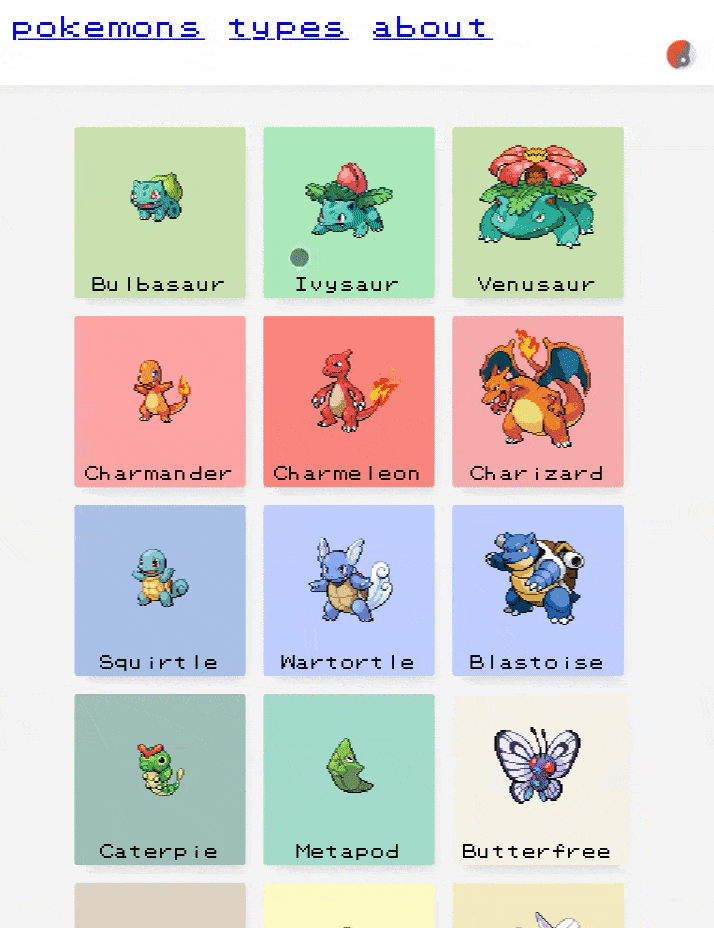 pokemons types about
Bulbasaur Ivysaur Venusaur
Charmander Charmeleon Charizard
Squirtle Wartortle Blastoise
Caterpie Metapod Butterfree